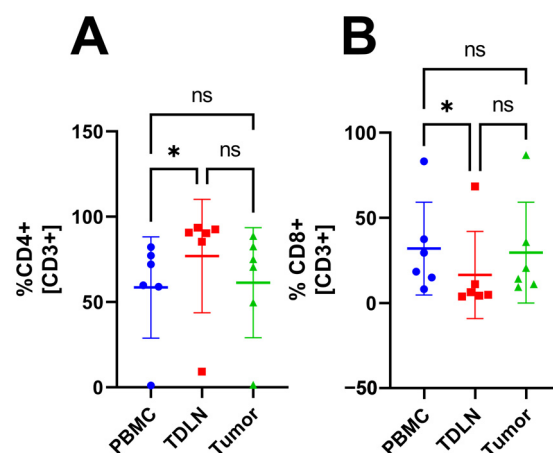 A
ns
*
ns
150
100
50
0
%CD4+
[CD3+]
PBMC
TDLN
Tumor
B
ns
*
ns
100
50
0
−50
% CD8+
[CD3+]
PBMC
TDLN
Tumor